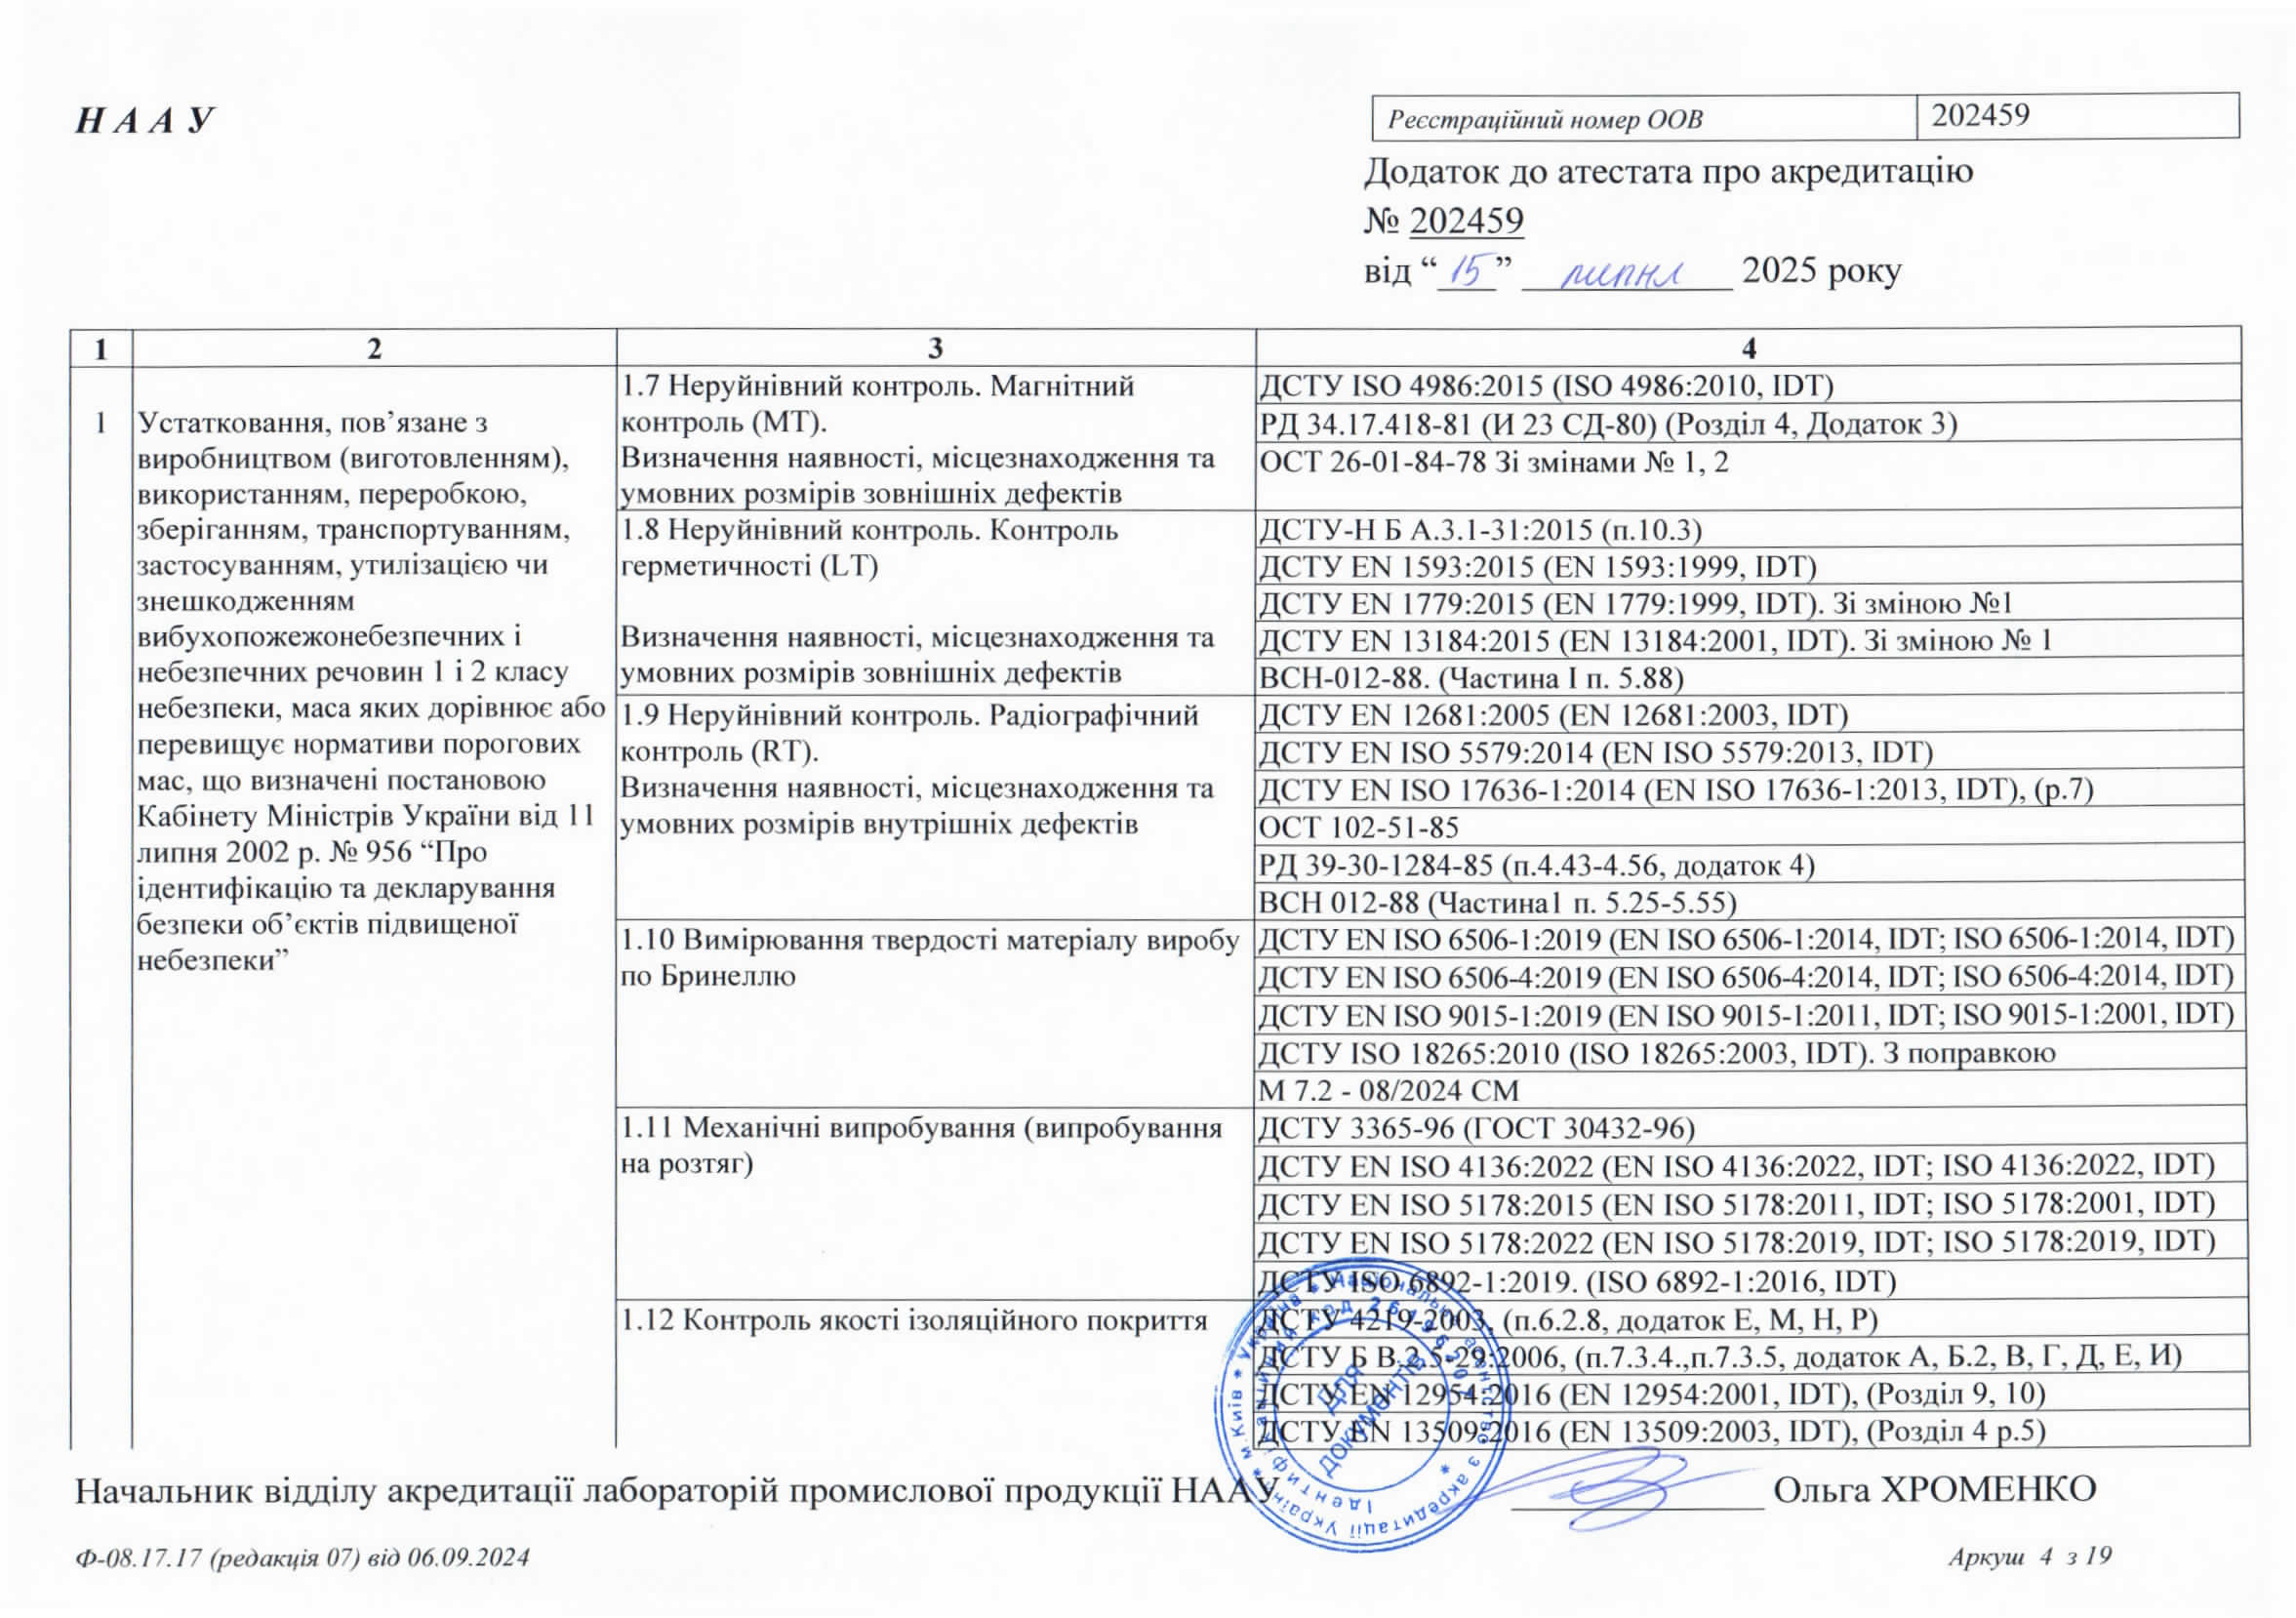 Н А А У
Реєстраційний номер ООВ 202459
Додаток до атестата про акредитацію
№ 202459
від “15” липня 2025 року
1 2 3 4
1
Устатковання, пов’язане з
виробництвом (виготовленням),
використанням, переробкою,
зберіганням, транспортуванням,
застосуванням, утилізацією чи
знешкодженням
вибухопожежонебезпечних і
небезпечних речовин 1 і 2 класу
небезпеки, маса яких дорівнює або
перевищує нормативи порогових
мас, що визначені постановою
Кабінету Міністрів України від 11
липня 2002 р. № 956 “Про
ідентифікацію та декларування
безпеки об’єктів підвищеної
небезпеки”
1.7 Неруйнівний контроль. Магнітний
контроль (МТ).
Визначення наявності, місцезнаходження та
умовних розмірів зовнішніх дефектів
ДСТУ ISO 4986:2015 (ISO 4986:2010, IDT)
РД 34.17.418-81 (И 23 СД-80) (Розділ 4, Додаток 3)
ОСТ 26-01-84-78 Зі змінами № 1, 2
1.8 Неруйнівний контроль. Контроль
герметичності (LT)
Визначення наявності, місцезнаходження та
умовних розмірів зовнішніх дефектів
ДСТУ-Н Б А.3.1-31:2015 (п.10.3)
ДСТУ EN 1593:2015 (EN 1593:1999, IDT)
ДСТУ EN 1779:2015 (EN 1779:1999, IDT). Зі зміною №1
ДСТУ EN 13184:2015 (EN 13184:2001, IDT). Зі зміною № 1
ВСН-012-88. (Частина І п. 5.88)
1.9 Неруйнівний контроль. Радіографічний
контроль (RT).
Визначення наявності, місцезнаходження та
умовних розмірів внутрішніх дефектів
ДСТУ EN 12681:2005 (EN 12681:2003, IDT)
ДСТУ EN ISO 5579:2014 (EN ISO 5579:2013, IDT)
ДСТУ EN ISO 17636-1:2014 (EN ISO 17636-1:2013, IDT), (р.7)
ОСТ 102-51-85
РД 39-30-1284-85 (п.4.43-4.56, додаток 4)
ВСН 012-88 (Частина1 п. 5.25-5.55)
1.10 Вимірювання твердості матеріалу виробу
по Бринеллю
ДСТУ EN ISO 6506-1:2019 (EN ISO 6506-1:2014, IDT; ISO 6506-1:2014, IDT)
ДСТУ EN ISO 6506-4:2019 (EN ISO 6506-4:2014, IDT; ISO 6506-4:2014, IDT)
ДСТУ EN ISO 9015-1:2019 (EN ISO 9015-1:2011, IDT; ISO 9015-1:2001, IDT)
ДСТУ ISO 18265:2010 (ISO 18265:2003, IDT). З поправкою
М 7.2 - 08/2024 СМ
1.11 Механічні випробування (випробування
на розтяг)
ДСТУ 3365-96 (ГОСТ 30432-96)
ДСТУ EN ISO 4136:2022 (EN ISO 4136:2022, IDT; ISO 4136:2022, IDT)
ДСТУ EN ISO 5178:2015 (EN ISO 5178:2011, IDT; ISO 5178:2001, IDT)
ДСТУ EN ISO 5178:2022 (EN ISO 5178:2019, IDT; ISO 5178:2019, IDT)
ДСТУ ISO 6892-1:2019. (ISO 6892-1:2016, IDT)
1.12 Контроль якості ізоляційного покриття
ДСТУ 4219-2003, (п.6.2.8, додаток Е, М, Н, Р)
ДСТУ Б В.2.5-29:2006, (п.7.3.4.,п.7.3.5, додаток А, Б.2, В, Г, Д, Е, И)
ДСТУ EN 12954:2016 (EN 12954:2001, IDT), (Розділ 9, 10)
ДСТУ EN 13509:2016 (EN 13509:2003, IDT), (Розділ 4 р.5)
Національне агентство з акредитації України * м.Київ * Україна *
Ідентифікаційний код
Для
документів
Начальник відділу акредитації лабораторій промислової продукції НААУ Ольга ХРОМЕНКО
Ф-08.17.17 (редакція 07) від 06.09.2024
Аркуш 4 з 19